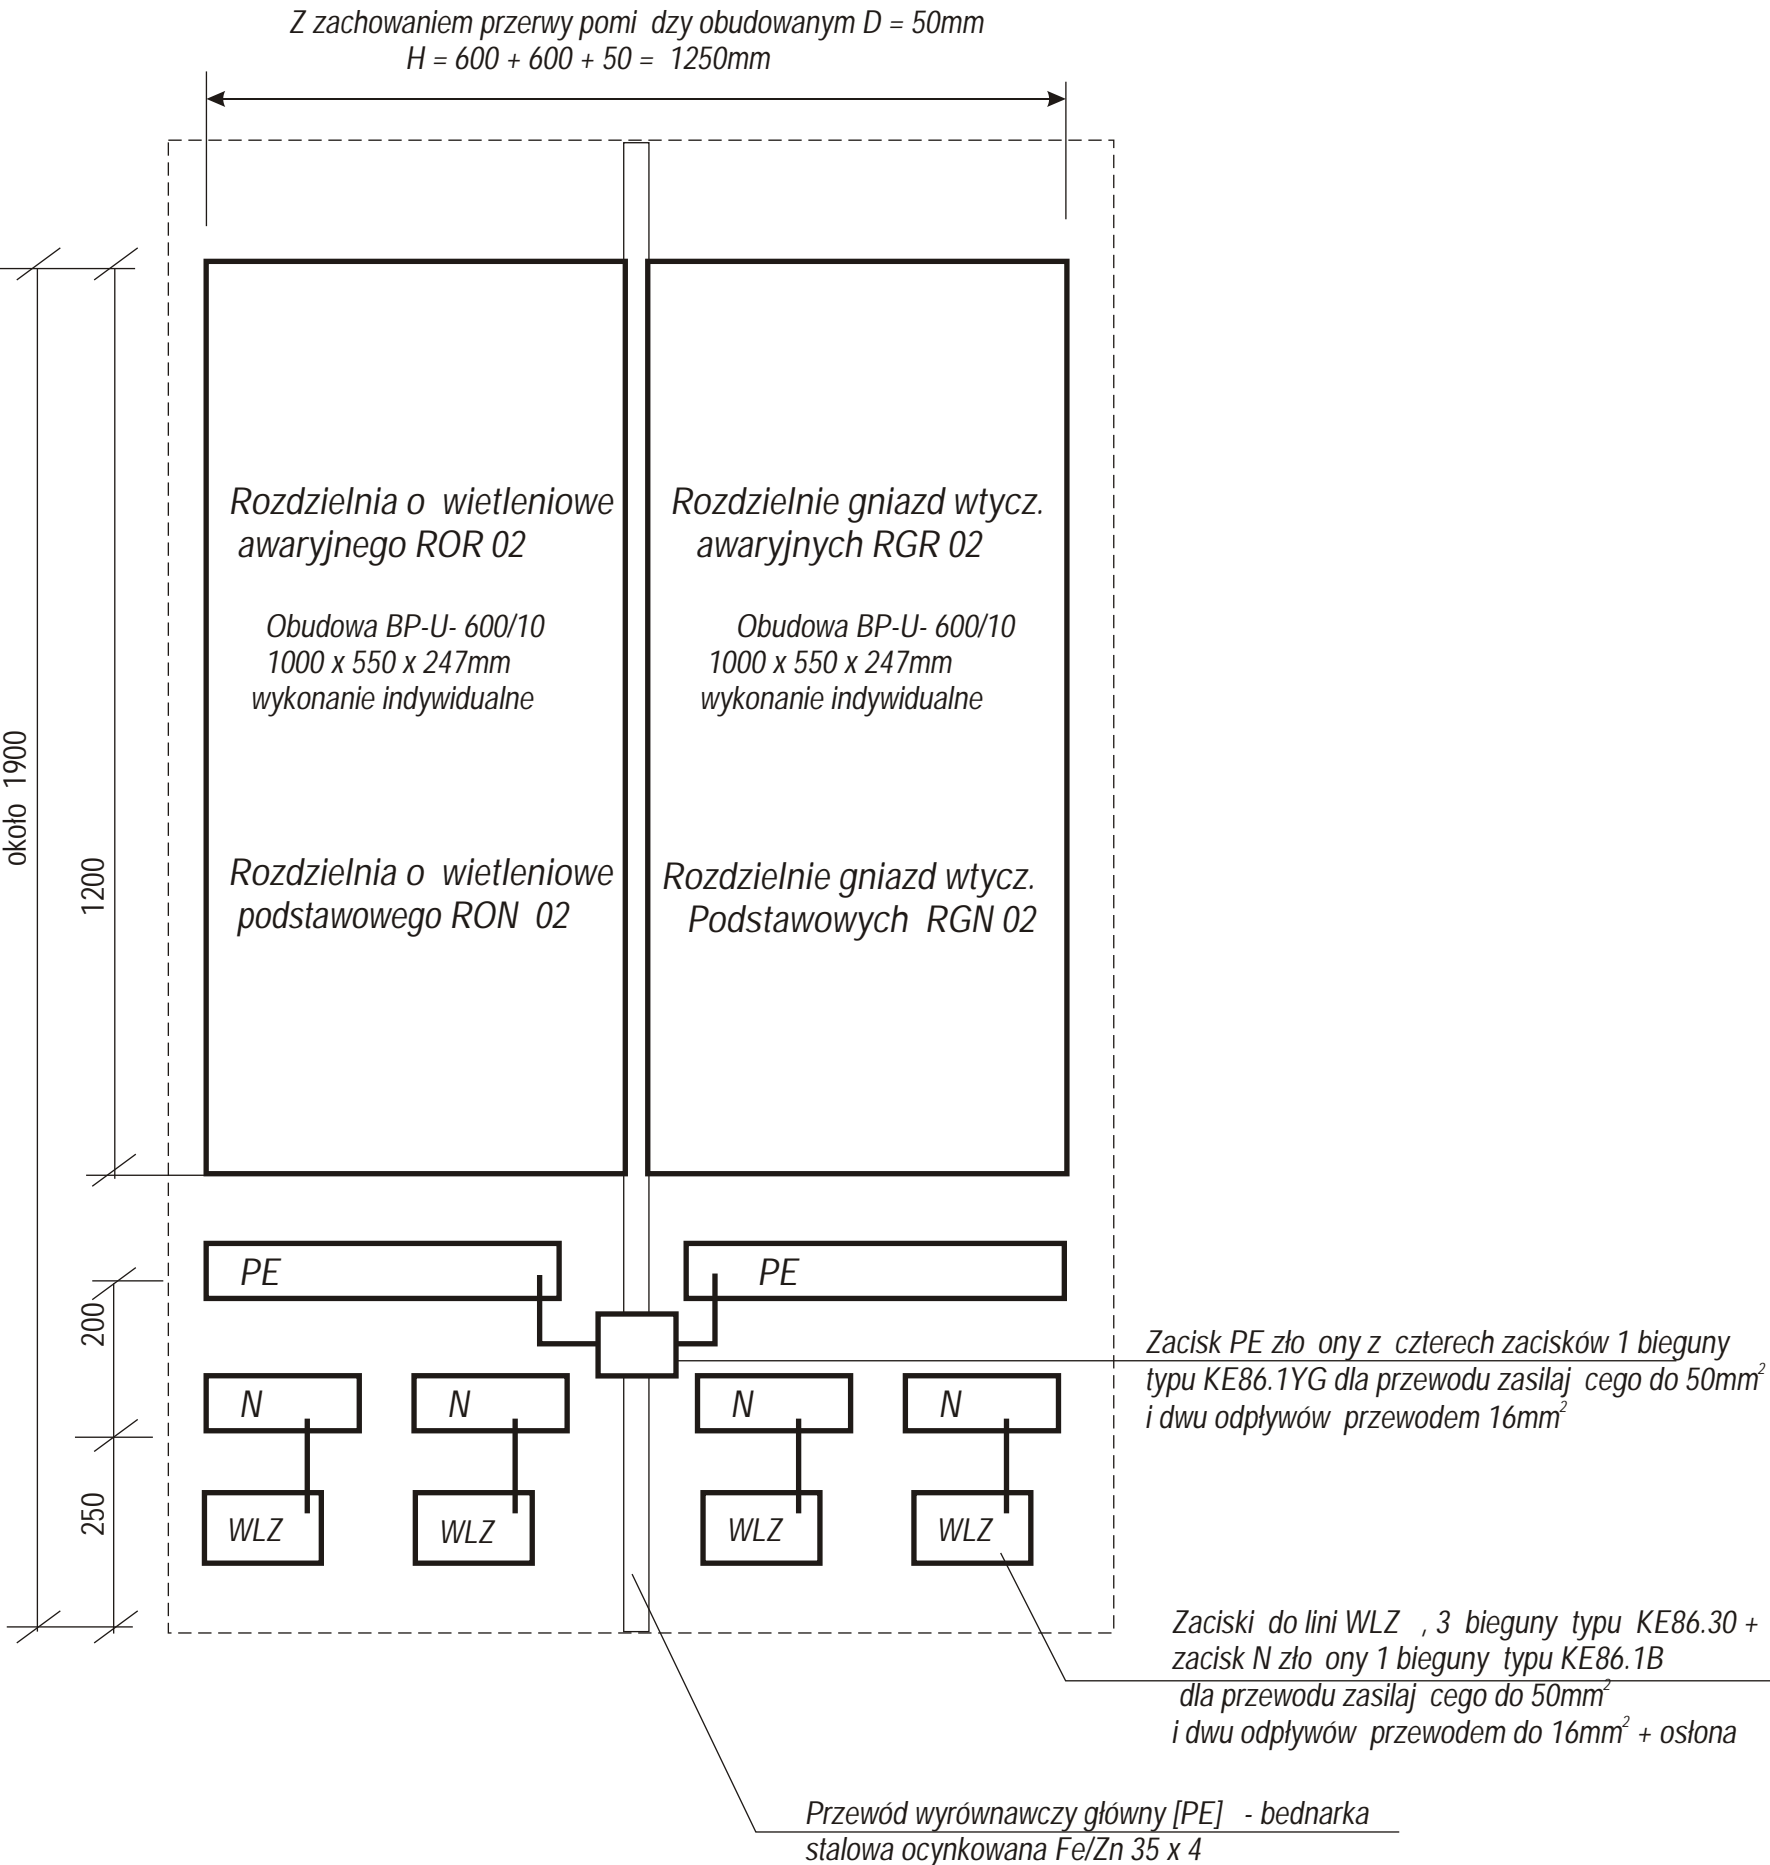 Z zachowaniem przerwy pomi dzy obudowanym D = 50mm
H = 600 + 600 + 50 = 1250mm
około 1900
1200
Rozdzielnia o wietleniowe
awaryjnego ROR 02
Obudowa BP-U- 600/10
1000 x 550 x 247mm
wykonanie indywidualne
Rozdzielnia o wietleniowe
podstawowego RON 02
Rozdzielnie gniazd wtycz.
awaryjnych RGR 02
Obudowa BP-U- 600/10
1000 x 550 x 247mm
wykonanie indywidualne
Rozdzielnie gniazd wtycz.
Podstawowych RGN 02
PE
PE
200
N
N
N
N
250
WLZ
WLZ
WLZ
WLZ
Zacisk PE zło ony z czterech zacisków 1 bieguny
typu KE86.1YG dla przewodu zasilaj cego do 50mm²
i dwu odpływów przewodem 16mm²
Zaciski do lini WLZ , 3 bieguny typu KE86.30 +
zacisk N zło ony 1 bieguny typu KE86.1B
dla przewodu zasilaj cego do 50mm²
i dwu odpływów przewodem do 16mm² + osłona
Przewód wyrównawczy główny [PE] - bednarka
stalowa ocynkowana Fe/Zn 35 x 4